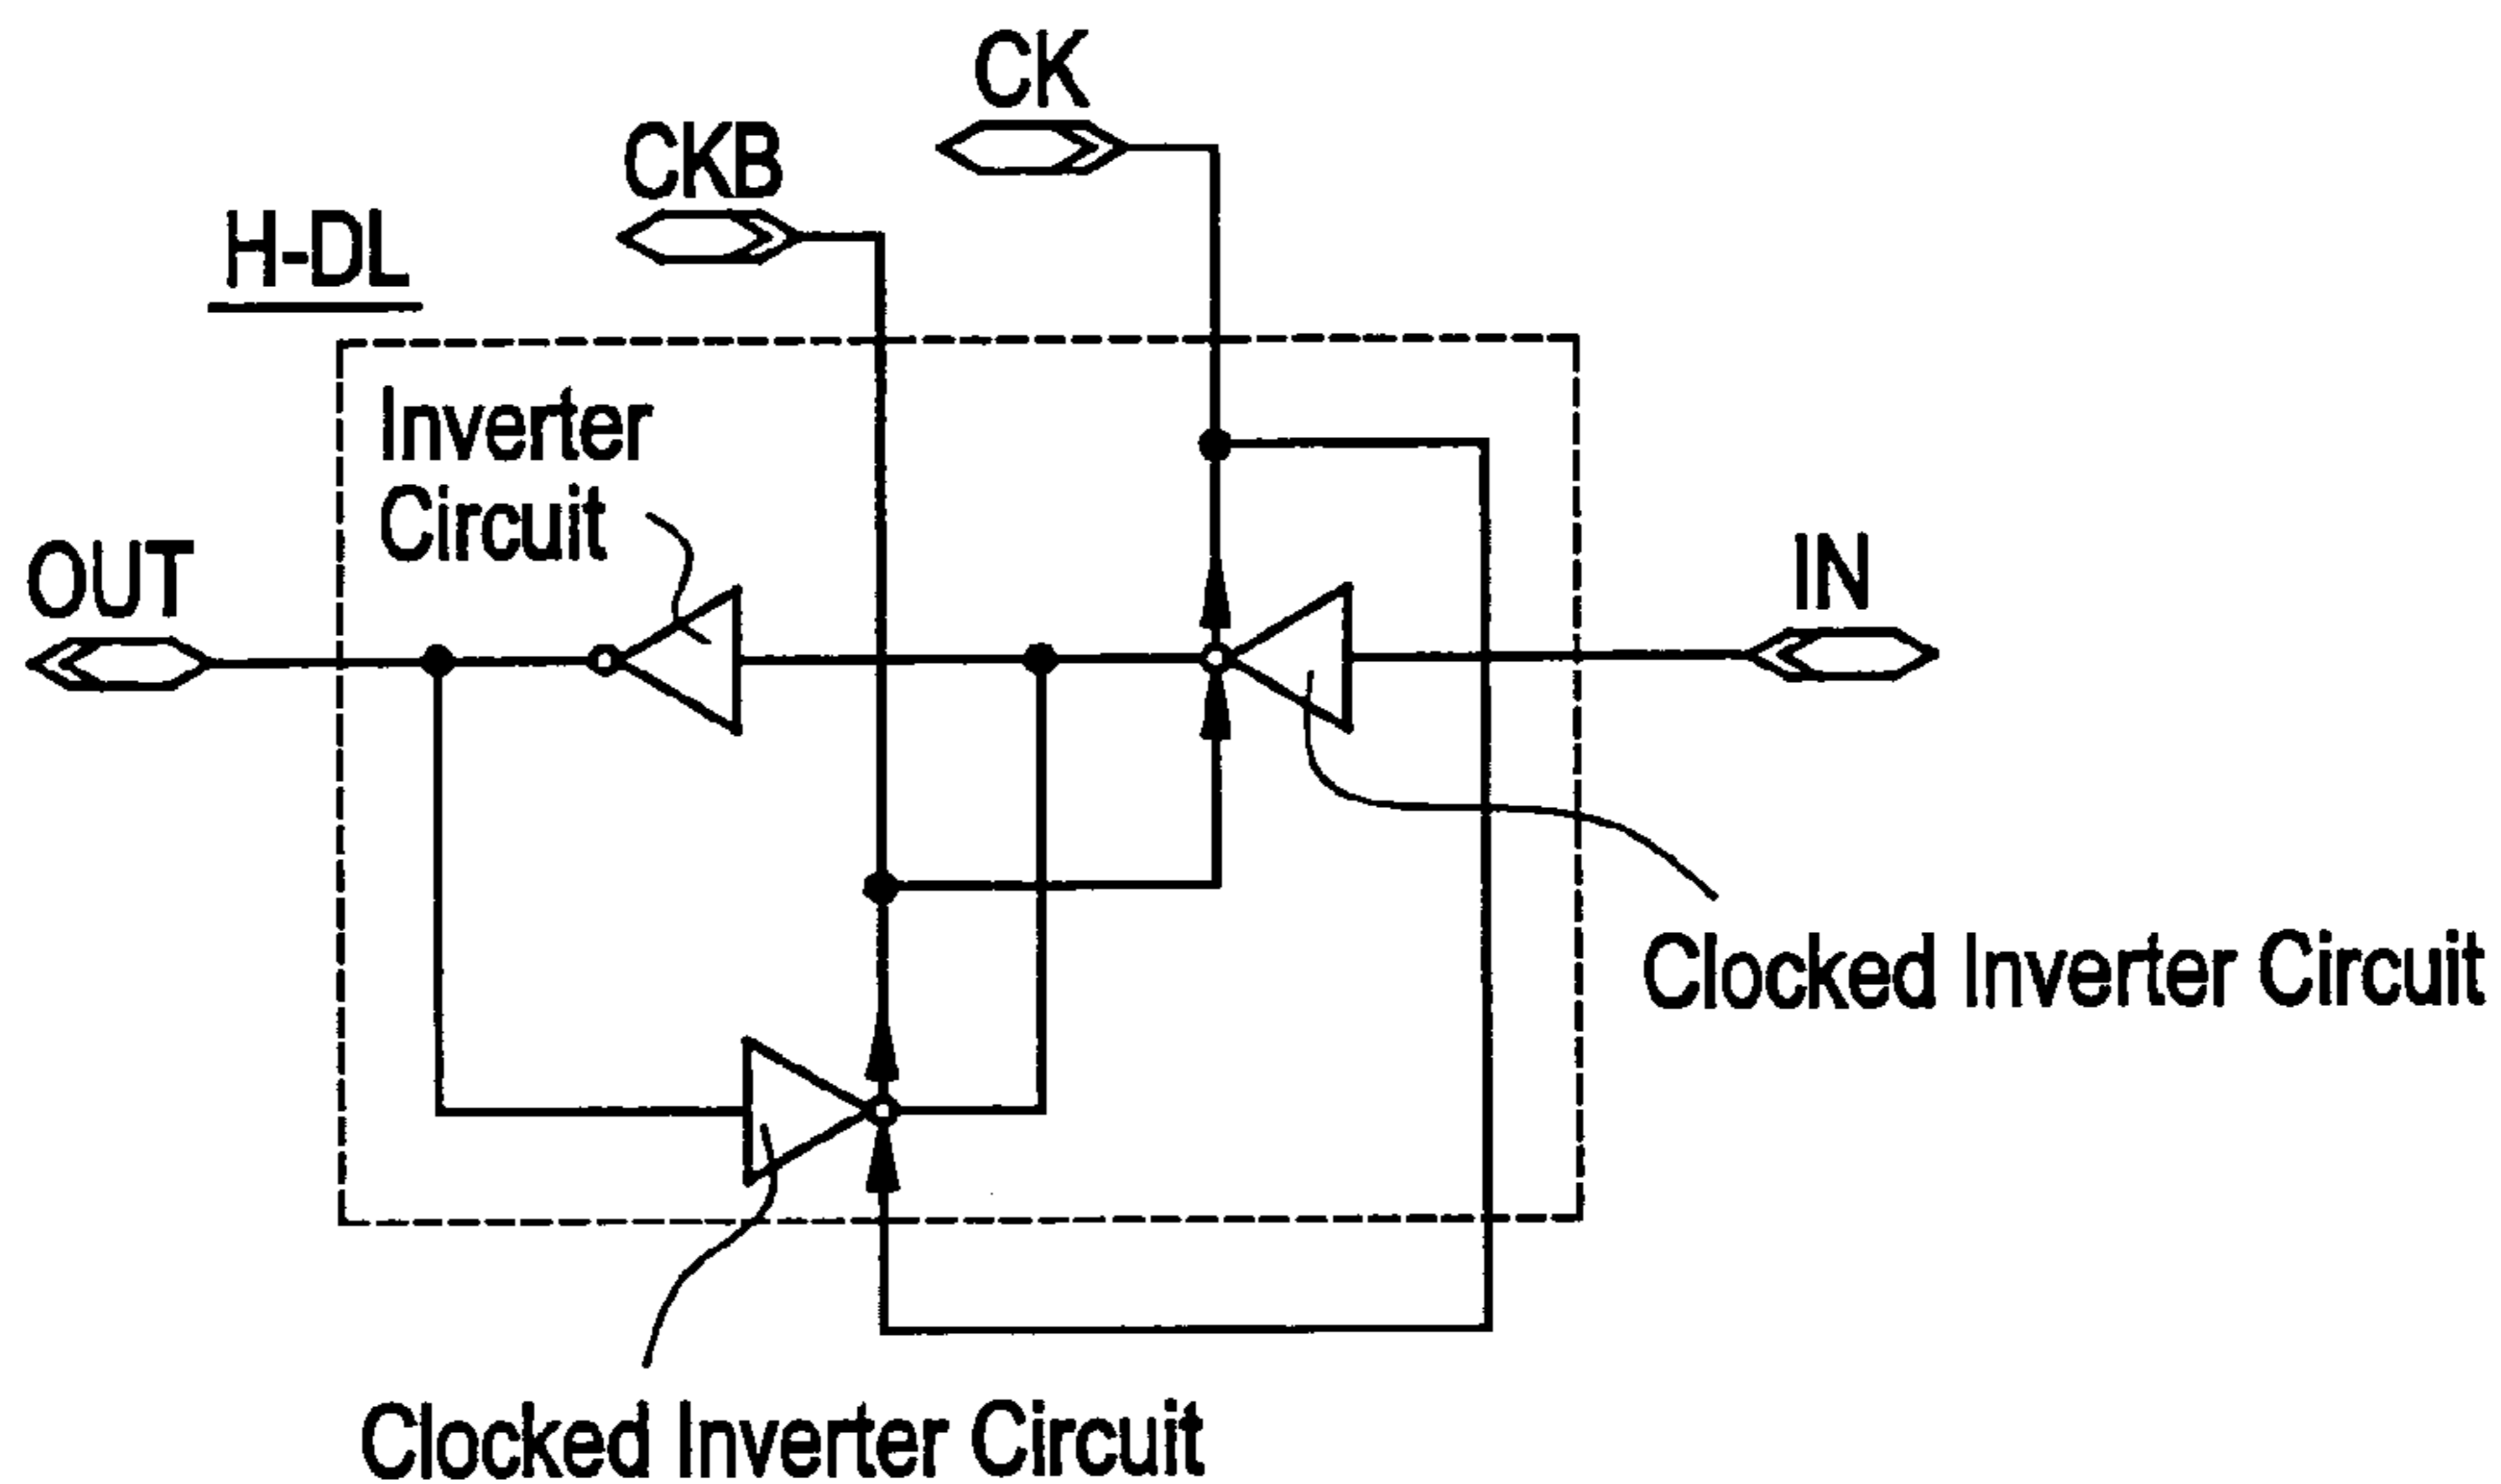 CK
CKB
H-DL
Inverter
Circuit
OUT
IN
Clocked Inverter Circuit
Clocked Inverter Circuit